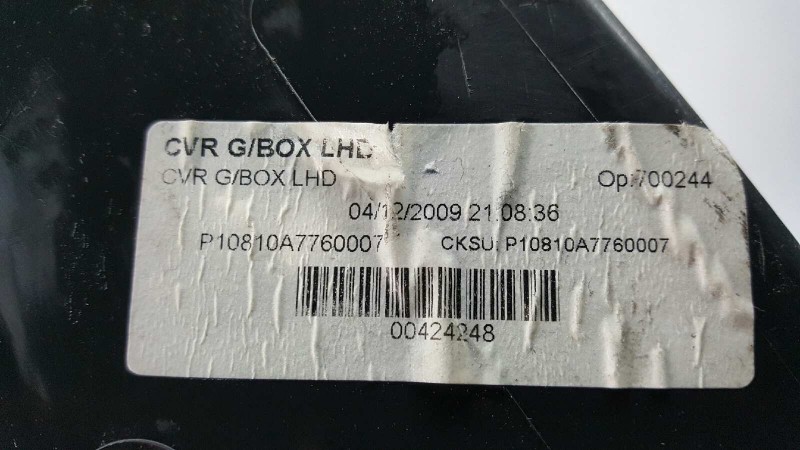 CVR G/BOX LHD
CVR G/BOX LHD Op:700244
04/12/2009 21:08:36
P10810A7760007 CKSU: P10810A7760007
00424248